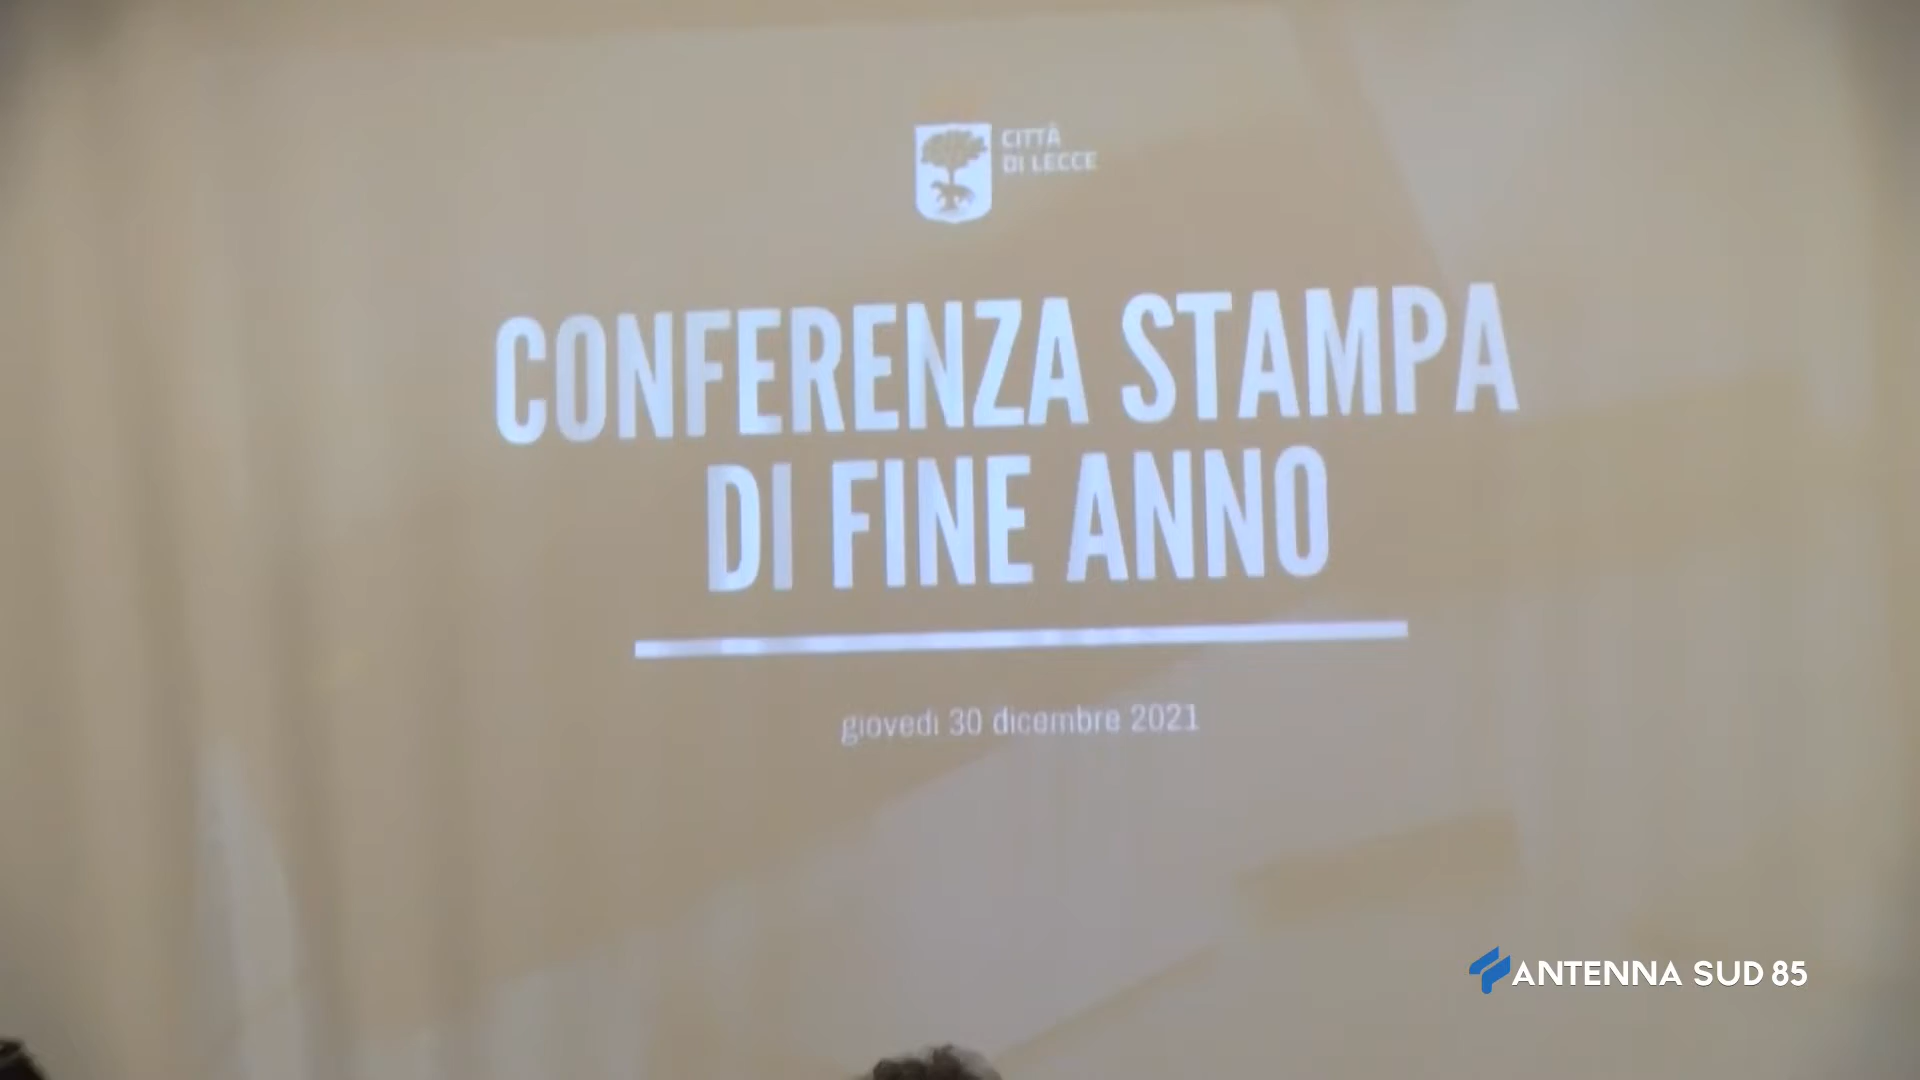 CITTÀ
DI LECCE
CONFERENZA STAMPA
DI FINE ANNO
giovedì 30 dicembre 2021
ANTENNA SUD 85